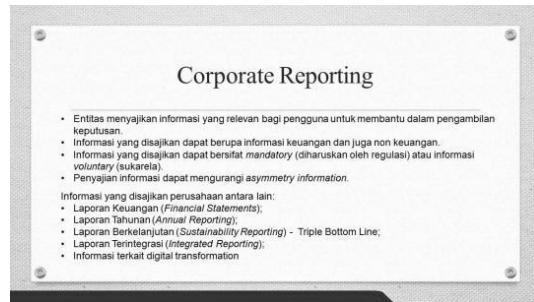 Corporate Reporting
• Entitas menyajikan informasi yang relevan bagi pengguna untuk membantu dalam pengambilan
keputusan.
• Informasi yang disajikan dapat berupa informasi keuangan dan juga non keuangan.
• Informasi yang disajikan dapat bersifat mandatory (diharuskan oleh regulasi) atau informasi
voluntary (sukarela).
• Penyajian informasi dapat mengurangi asymmetry information.
Informasi yang disajikan perusahaan antara lain:
• Laporan Keuangan (Financial Statements);
• Laporan Tahunan (Annual Reporting);
• Laporan Berkelanjutan (Sustainability Reporting) - Triple Bottom Line;
• Laporan Terintegrasi (Integrated Reporting);
• Informasi terkait digital transformation